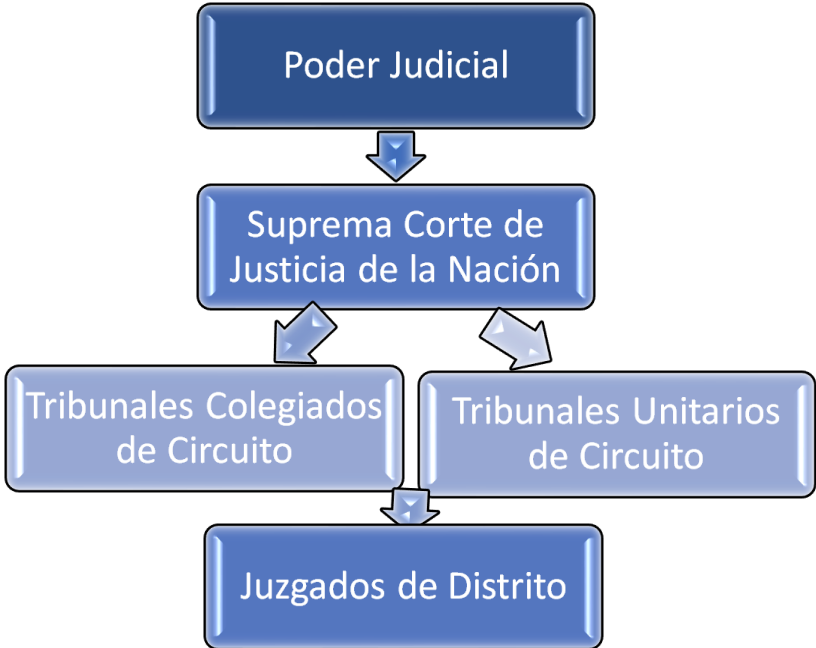 Poder Judicial
Suprema Corte de
Justicia de la Nación
Tribunales Colegiados
de Circuito
Tribunales Unitarios
de Circuito
Juzgados de Distrito